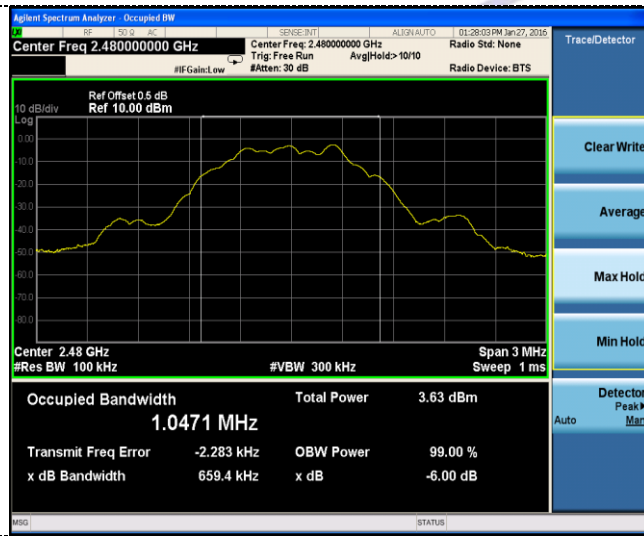 Agilent Spectrum Analyzer - Occupied BW
RF 50 Ω AC SENSE:INT ALIGN AUTO 01:28:03 PM Jan 27, 2016
Center Freq 2.480000000 GHz Center Freq: 2.480000000 GHz Radio Std: None Trace/Detector
Trig: Free Run Avg|Hold:> 10/10
#IFGain:Low #Atten: 30 dB Radio Device: BTS
Ref Offset 0.5 dB
10 dB/div Ref 10.00 dBm
Log
0.00
-10.0
-20.0
-30.0
-40.0
-50.0
-60.0
-70.0
-80.0
Clear Write
Average
Max Hold
Min Hold
Center 2.48 GHz Span 3 MHz
#Res BW 100 kHz #VBW 300 kHz Sweep 1 ms
Occupied Bandwidth Total Power 3.63 dBm
1.0471 MHz
Transmit Freq Error -2.283 kHz OBW Power 99.00 %
x dB Bandwidth 659.4 kHz x dB -6.00 dB
Detector
Peak
Auto Man
MSG STATUS